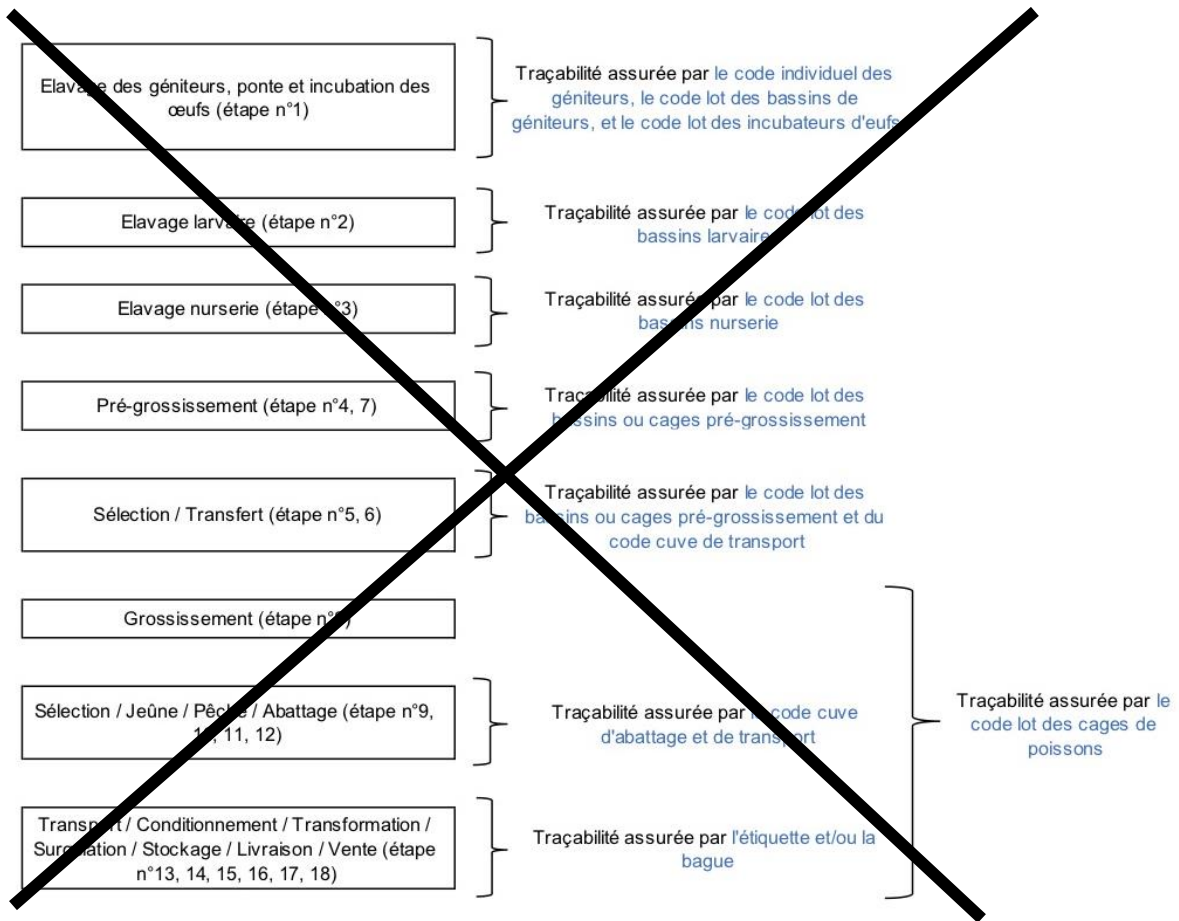 Elavage des géniteurs, ponte et incubation des
œufs (étape n°1)
Traçabilité assurée par le code individuel des
géniteurs, le code lot des bassins de
géniteurs, et le code lot des incubateurs d'eufs
Elavage larvaire (étape n°2)
Traçabilité assurée par le code lot des
bassins larvaire
Elavage nurserie (étape n°3)
Traçabilité assurée par le code lot des
bassins nurserie
Pré-grossissement (étape n°4, 7)
Traçabilité assurée par le code lot des
bassins ou cages pré-grossissement
Sélection / Transfert (étape n°5, 6)
Traçabilité assurée par le code lot des
bassins ou cages pré-grossissement et du
code cuve de transport
Grossissement (étape
Sélection / Jeûne / Pêche / Abattage (étape n°9,
10, 11, 12)
Traçabilité assurée par le code cuve
d'abattage et de transport
Traçabilité assurée par le
code lot des cages de
poissons
Transport / Conditionnement / Transformation /
Surgélation / Stockage / Livraison / Vente (étape
n°13, 14, 15, 16, 17, 18)
Traçabilité assurée par l'étiquette et/ou la
bague